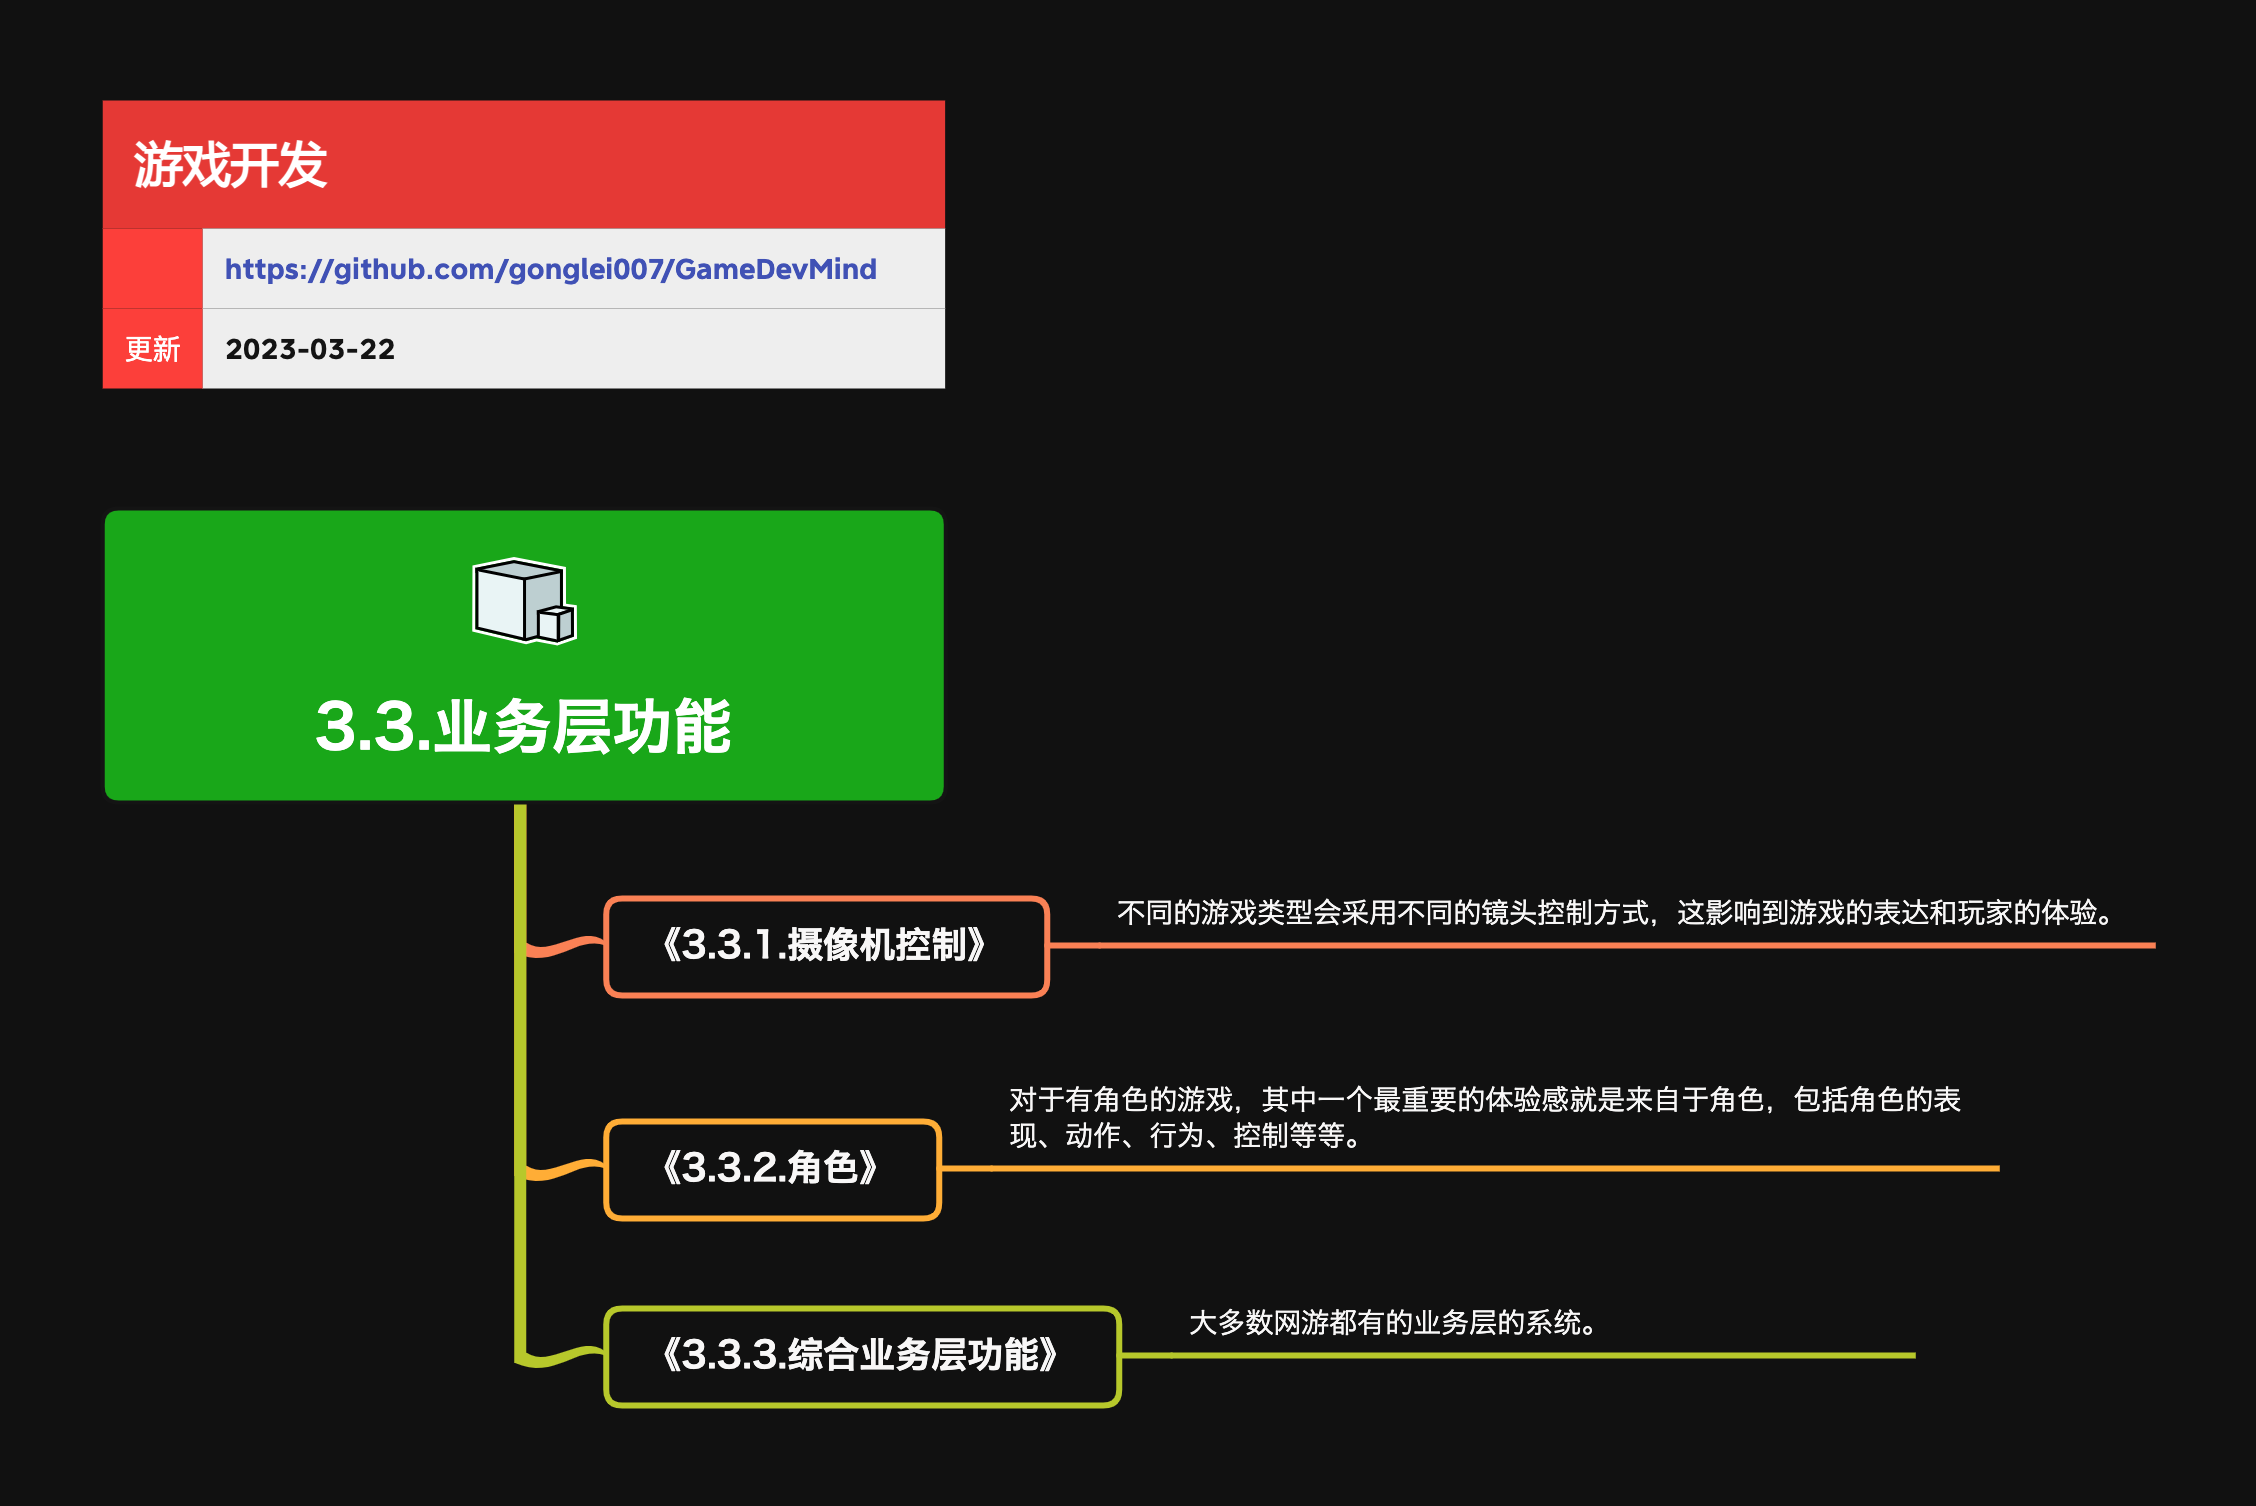 游戏开发
https://github.com/gonglei007/GameDevMind
更新 2023-03-22
3.3.业务层功能
《3.3.1.摄像机控制》
不同的游戏类型会采用不同的镜头控制方式，这影响到游戏的表达和玩家的体验。
《3.3.2.角色》
对于有角色的游戏，其中一个最重要的体验感就是来自于角色，包括角色的表
现、动作、行为、控制等等。
《3.3.3.综合业务层功能》
大多数网游都有的业务层的系统。